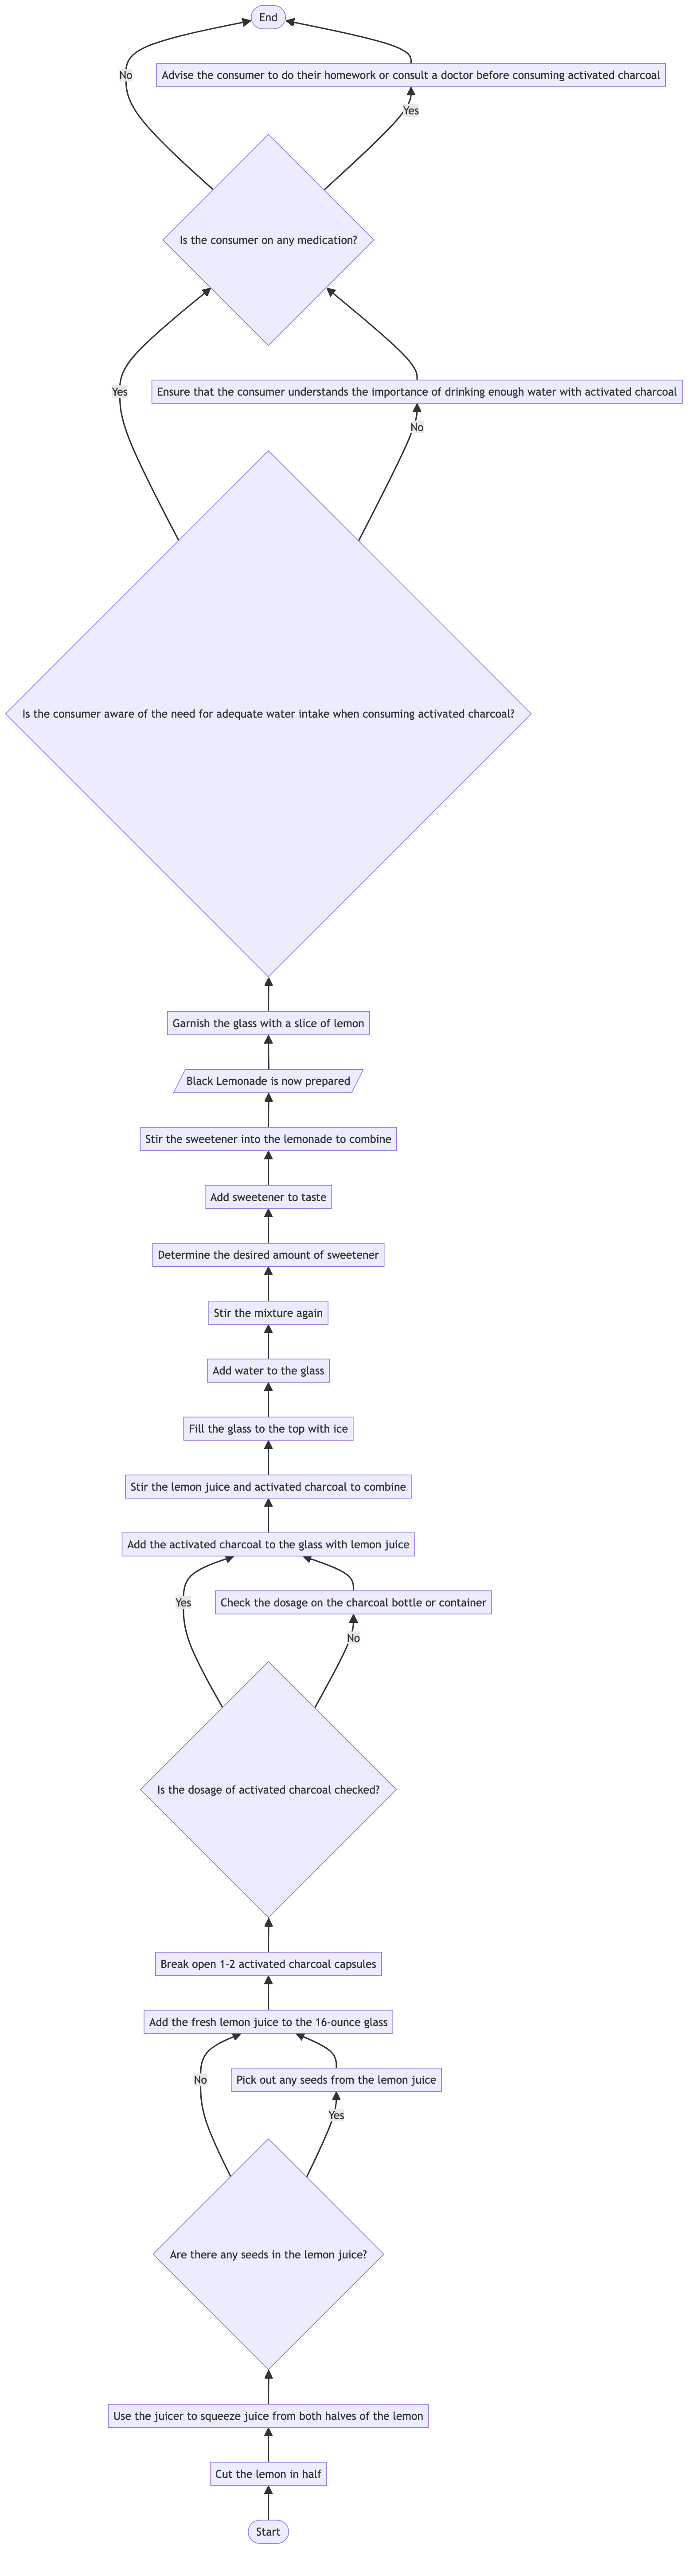 End
No
Advise the consumer to do their homework or consult a doctor before consuming activated charcoal
Yes
Is the consumer on any medication?
Yes
Ensure that the consumer understands the importance of drinking enough water with activated charcoal
No
Is the consumer aware of the need for adequate water intake when consuming activated charcoal?
Garnish the glass with a slice of lemon
Black Lemonade is now prepared
Stir the sweetener into the lemonade to combine
Add sweetener to taste
Determine the desired amount of sweetener
Stir the mixture again
Add water to the glass
Fill the glass to the top with ice
Stir the lemon juice and activated charcoal to combine
Add the activated charcoal to the glass with lemon juice
Yes
Check the dosage on the charcoal bottle or container
No
Is the dosage of activated charcoal checked?
Break open 1-2 activated charcoal capsules
Add the fresh lemon juice to the 16-ounce glass
No
Pick out any seeds from the lemon juice
Yes
Are there any seeds in the lemon juice?
Use the juicer to squeeze juice from both halves of the lemon
Cut the lemon in half
Start